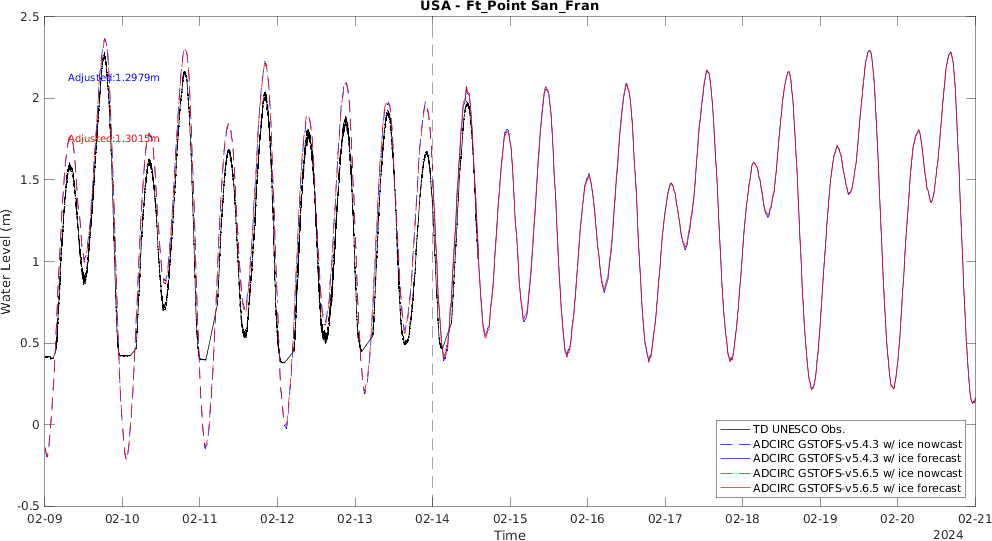 USA - Ft_Point San_Fran
2.5
2
1.5
1
0.5
0
-0.5
Water Level (m)
Adjusted:1.2979m
Adjusted:1.3015m
TD UNESCO Obs.
ADCIRC GSTOFS-v5.4.3 w/ ice nowcast
ADCIRC GSTOFS-v5.4.3 w/ ice forecast
ADCIRC GSTOFS-v5.6.5 w/ ice nowcast
ADCIRC GSTOFS-v5.6.5 w/ ice forecast
02-09 02-10 02-11 02-12 02-13 02-14 02-15 02-16 02-17 02-18 02-19 02-20 02-21
Time
2024